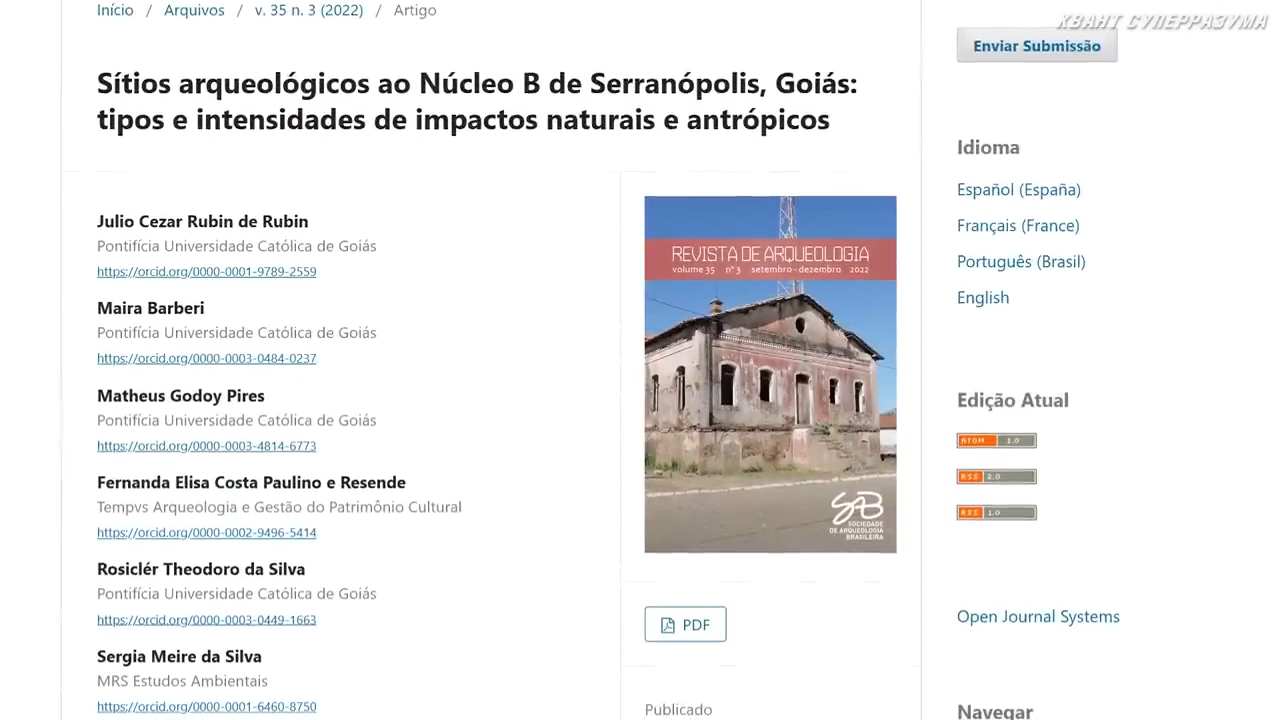 КВАНТ СУПЕРРАЗУМА
Início / Arquivos / v. 35 n. 3 (2022) / Artigo
Sítios arqueológicos ao Núcleo B de Serranópolis, Goiás:
tipos e intensidades de impactos naturais e antrópicos
Julio Cezar Rubin de Rubin
Pontifícia Universidade Católica de Goiás
https://orcid.org/0000-0001-9789-2559
Maira Barberi
Pontifícia Universidade Católica de Goiás
https://orcid.org/0000-0003-0484-0237
Matheus Godoy Pires
Pontifícia Universidade Católica de Goiás
https://orcid.org/0000-0003-4814-6773
Fernanda Elisa Costa Paulino e Resende
Tempvs Arqueologia e Gestão do Patrimônio Cultural
https://orcid.org/0000-0002-9496-5414
Rosiclér Theodoro da Silva
Pontifícia Universidade Católica de Goiás
https://orcid.org/0000-0003-0449-1663
Sergia Meire da Silva
MRS Estudos Ambientais
https://orcid.org/0000-0001-6460-8750
REVISTA DE ARQUEOLOGIA
volume 35 nº 3 setembro - dezembro 2022
SAB
SOCIEDADE
DE ARQUEOLOGIA
BRASILEIRA
PDF
Publicado
Enviar Submissão
Idioma
Español (España)
Français (France)
Português (Brasil)
English
Edição Atual
ATOM 1.0
RSS 2.0
RSS 1.0
Open Journal Systems
Navegar